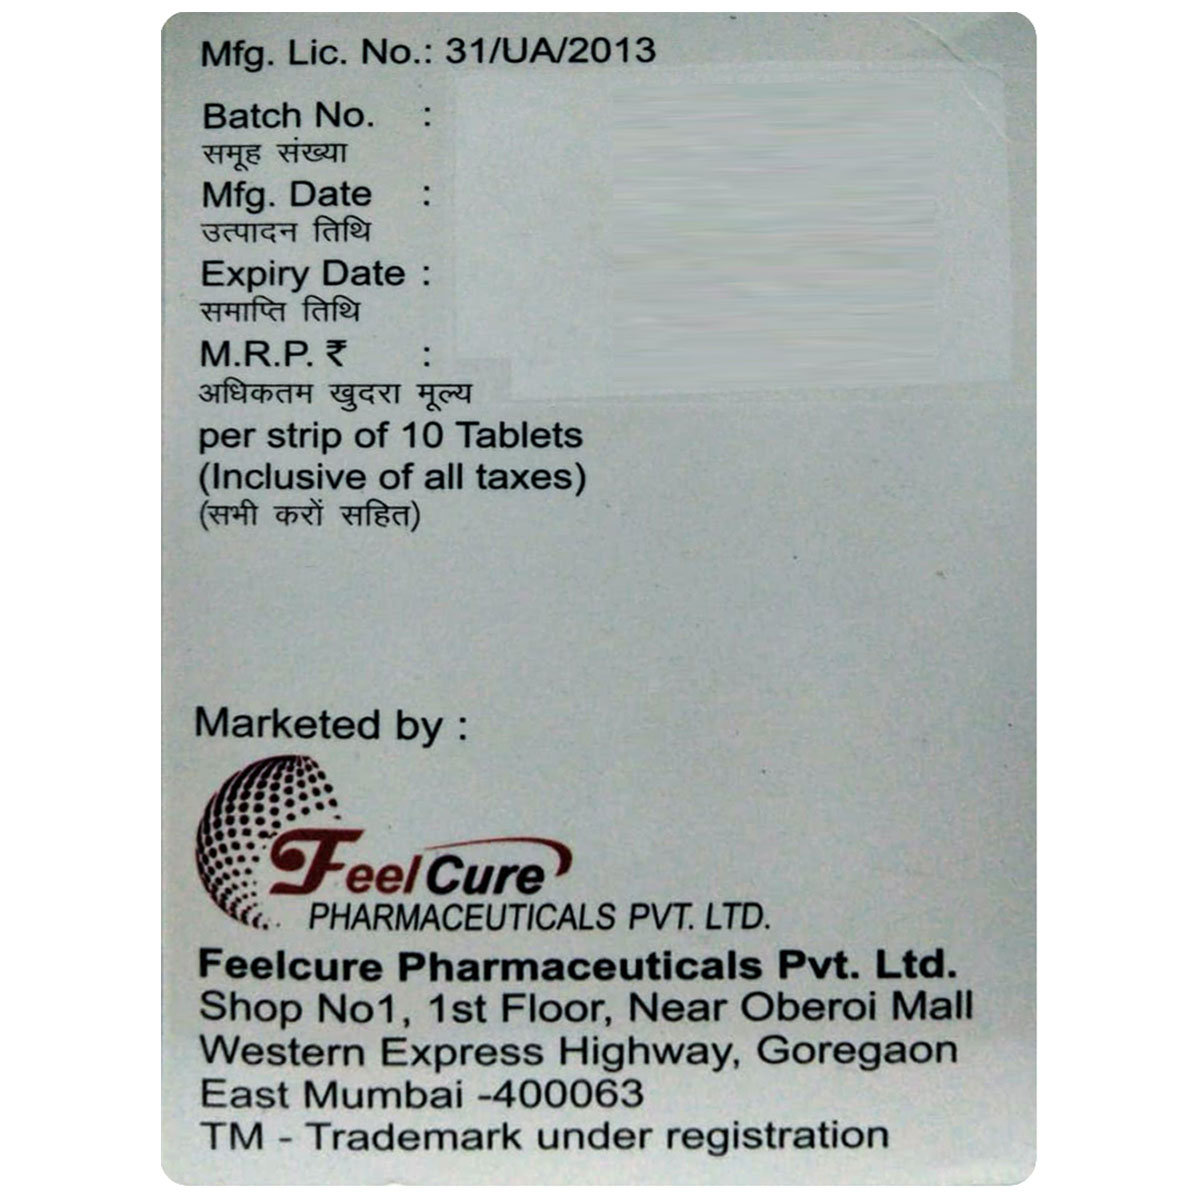 Mfg. Lic. No.: 31/UA/2013
Batch No. :
समूह संख्या
Mfg. Date :
उत्पादन तिथि
Expiry Date :
समाप्ति तिथि
M.R.P. ₹ :
अधिकतम खुदरा मूल्य
per strip of 10 Tablets
(Inclusive of all taxes)
(सभी करों सहित)
Marketed by :
FeelCure
PHARMACEUTICALS PVT. LTD.
Feelcure Pharmaceuticals Pvt. Ltd.
Shop No1, 1st Floor, Near Oberoi Mall
Western Express Highway, Goregaon
East Mumbai -400063
TM - Trademark under registration